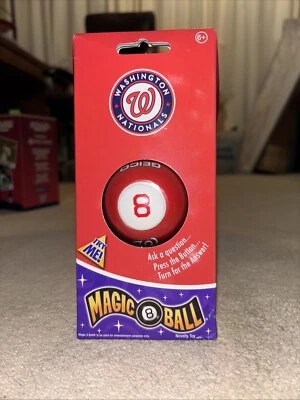 6+
WASHINGTON
W
NATIONALS
GEICO
8
TRY
ME!
Ask a question...
Press the Button...
Turn for the Answer!
MAGIC 8 BALL
Novelty Toy